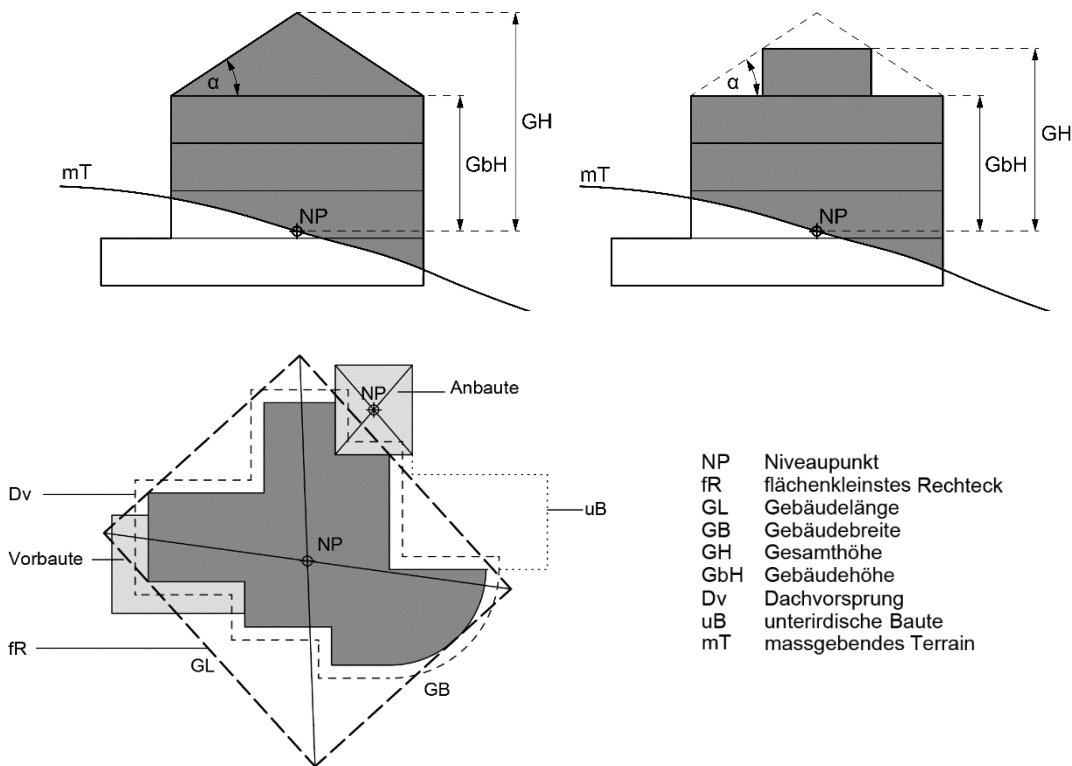 α
GbH
GH
mT
NP
α
GbH
GH
mT
NP
NP
Anbaute
Dv
Vorbaute
NP
uB
fR
GL
GB
NP Niveaupunkt
fR flächenkleinstes Rechteck
GL Gebäudelänge
GB Gebäudebreite
GH Gesamthöhe
GbH Gebäudehöhe
Dv Dachvorsprung
uB unterirdische Baute
mT massgebendes Terrain